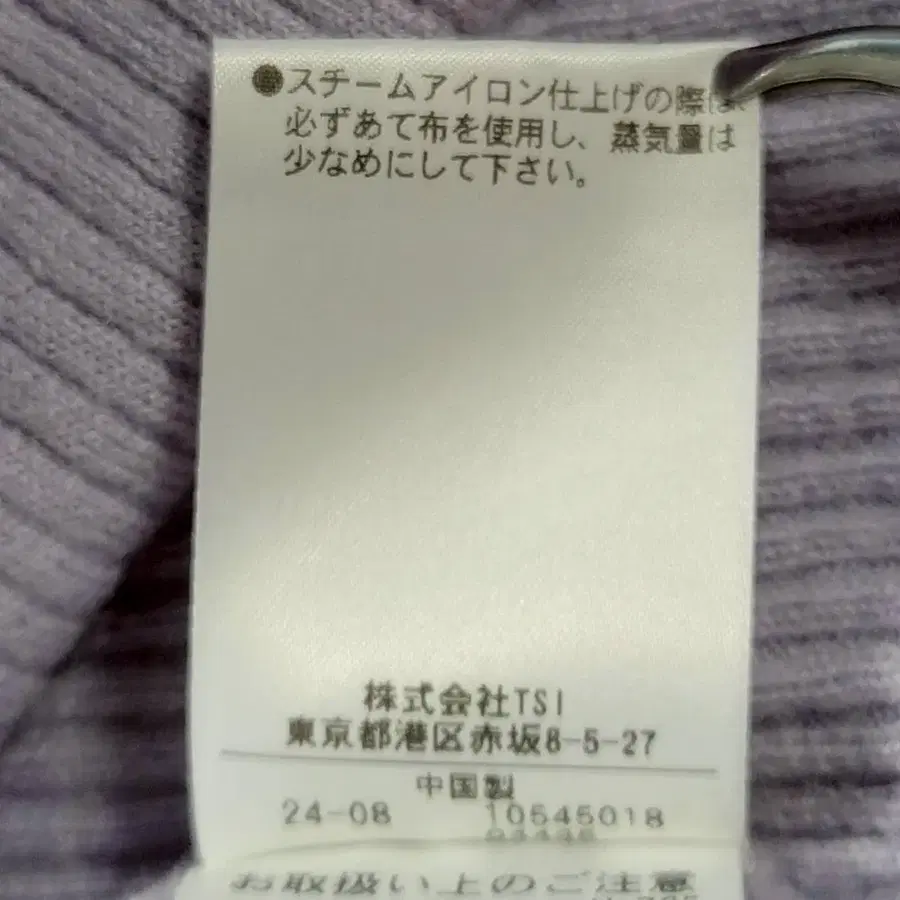 ●スチームアイロン仕上げの際は
必ずあて布を使用し、蒸気量は
少なめにして下さい。
株式会社TSI
東京都港区赤坂8-5-27
中国製
24-08 10545018
お取扱い上のご注意